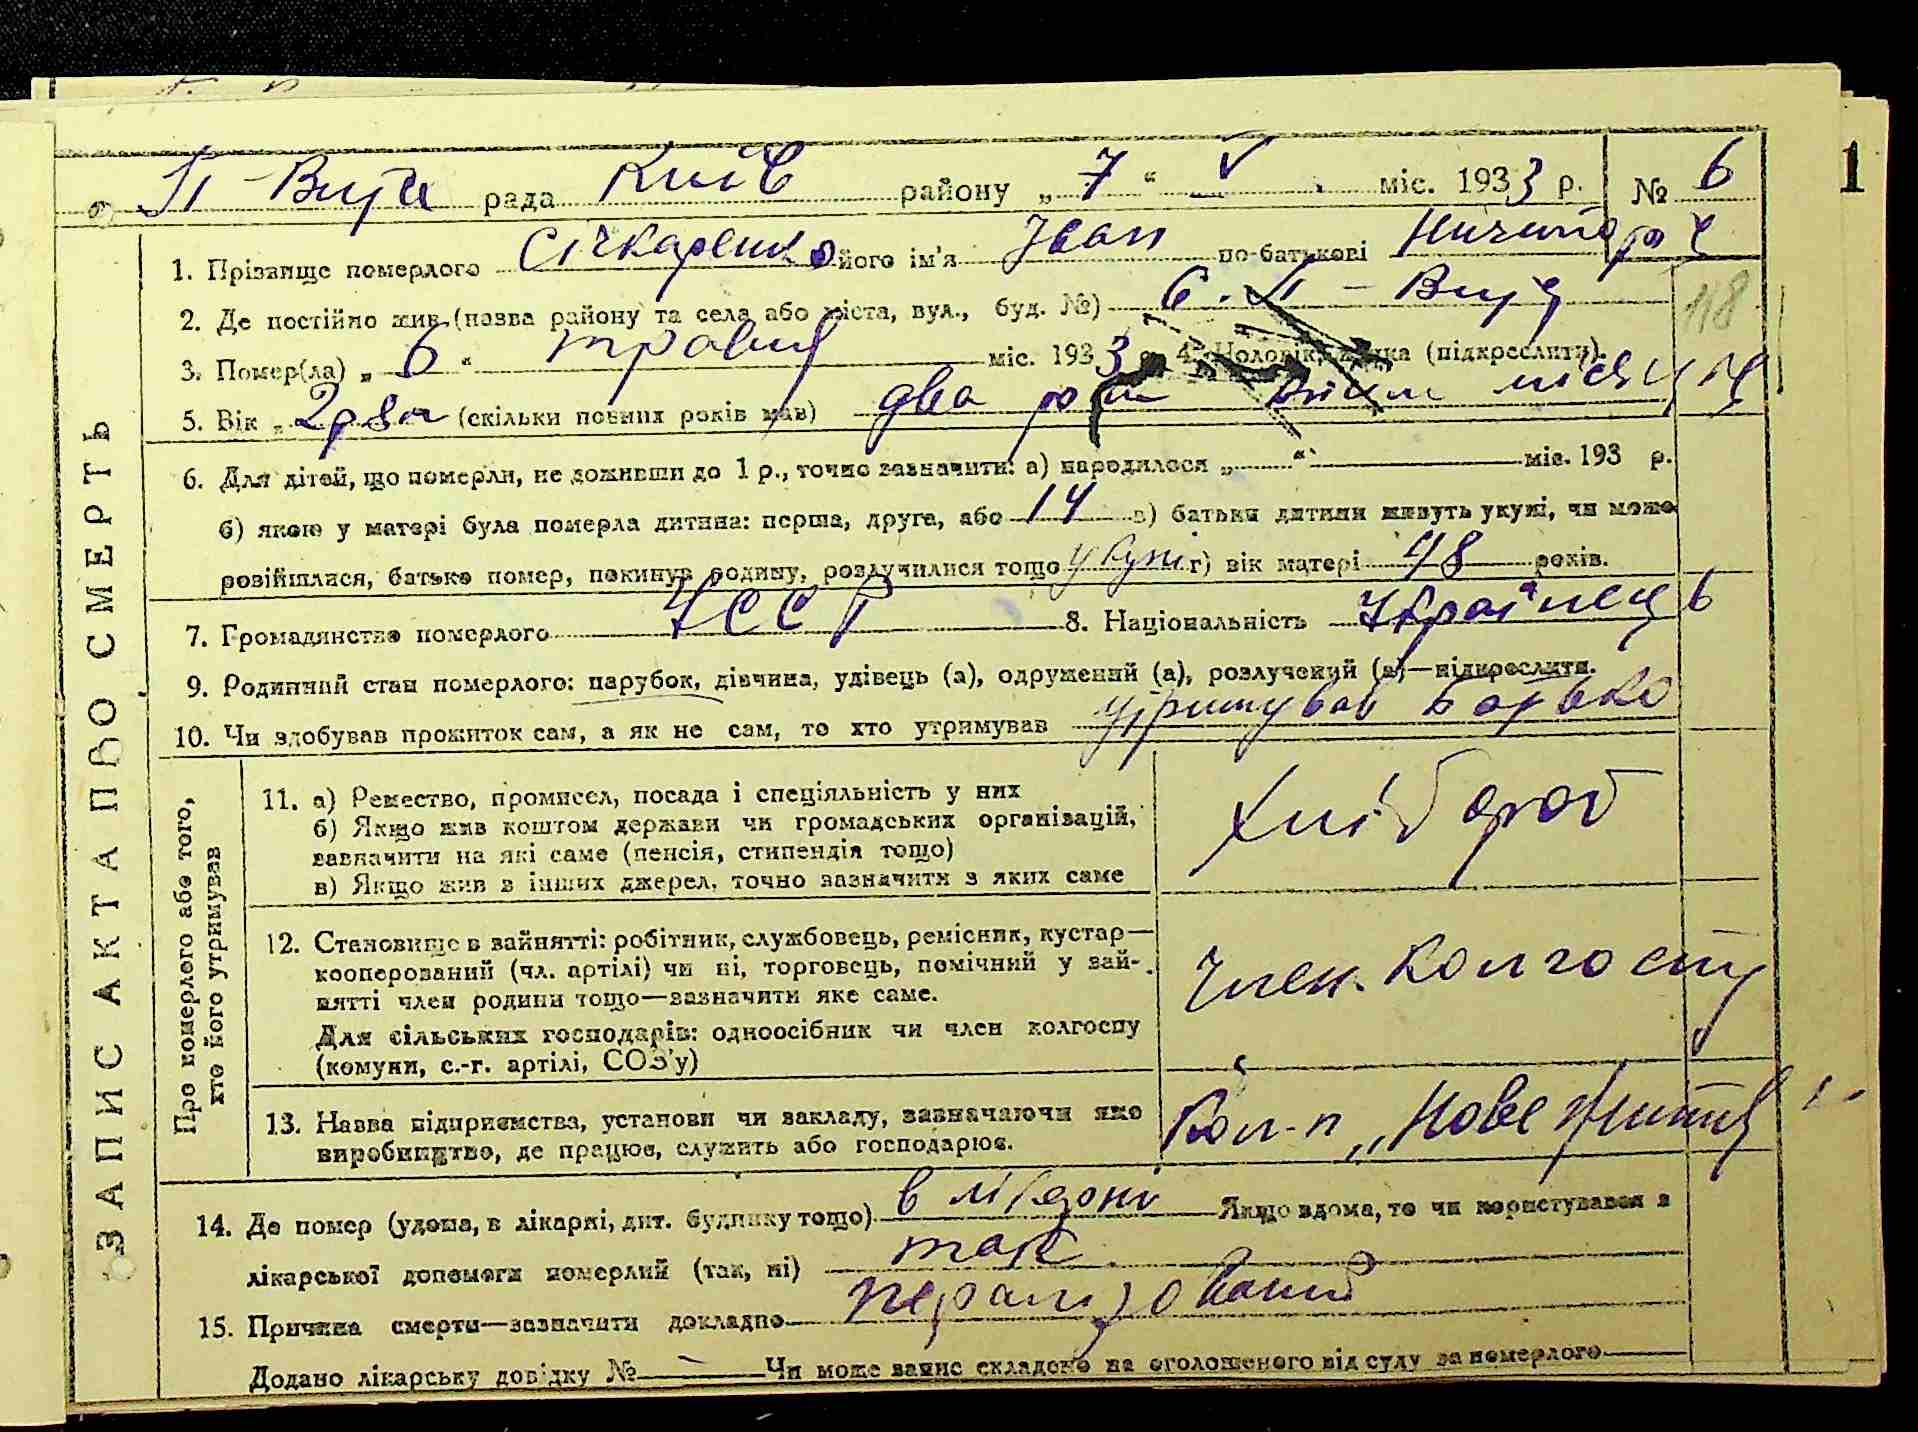 П-Вита рада Київ району „ 7 “ V міс. 1933 р. № 6
1
1. Прізвище померлого Січкаренко його ім'я Іван по-батькові Ничипор
2. Де постійно жив (назва району та села або міста, вул., буд. №) С. П-Вита
118
3. Помер(ла) „ 6 “ травня міс. 1933 р. 4. Чоловік, жінка (підкреслити).
5. Вік „ 2р 8м (скільки повних років мав) два роки вісім місяців
6. Для дітей, що померли, не доживши до 1 р., точно зазначити: а) народилося „ “ міс. 193 р.
б) якою у матері була померла дитина: перша, друга, або 14 в) батьки дитини живуть укупі, чи може
розійшлися, батько помер, покинув родину, розлучилися тощо укупі г) вік матері 48 років.
7. Громадянство померлого УССР 8. Національність Українець
9. Родинний стан померлого: парубок, дівчина, удівець (а), одружений (а), розлучений (а)—підкреслити.
10. Чи здобував прожиток сам, а як не сам, то хто утримував утримував батько
ЗАПИС АКТА ПРО СМЕРТЬ
Про померлого або того,
хто його утримував
11. а) Ремество, промисел, посада і спеціяльність у них
б) Якщо жив коштом держави чи громадських організацій,
зазначити на які саме (пенсія, стипендія тощо)
в) Якщо жив з інших джерел, точно зазначити з яких саме
Хлібороб
12. Становище в зайнятті: робітник, службовець, ремісник, кустар—
кооперований (чл. артілі) чи ні, торговець, помічний у зай-
нятті член родини тощо—зазначити яке саме.
Для сільських господарів: одноосібник чи член колгоспу
(комуни, с.-г. артілі, СОЗ'у)
Член. колгоспу
13. Назва підприємства, установи чи закладу, зазначаючи яке
виробництво, де працює, служить або господарює.
Кол-п „Нове життя"
14. Де помер (удома, в лікарні, дит. будинку тощо) в лікарні Якщо вдома, то чи користувався з
лікарської допомоги померлий (так, ні) так.
15. Причина смерти—зазначити докладно
Додано лікарську довідку № — Чи може запис складено на оголошеного від суду за померлого